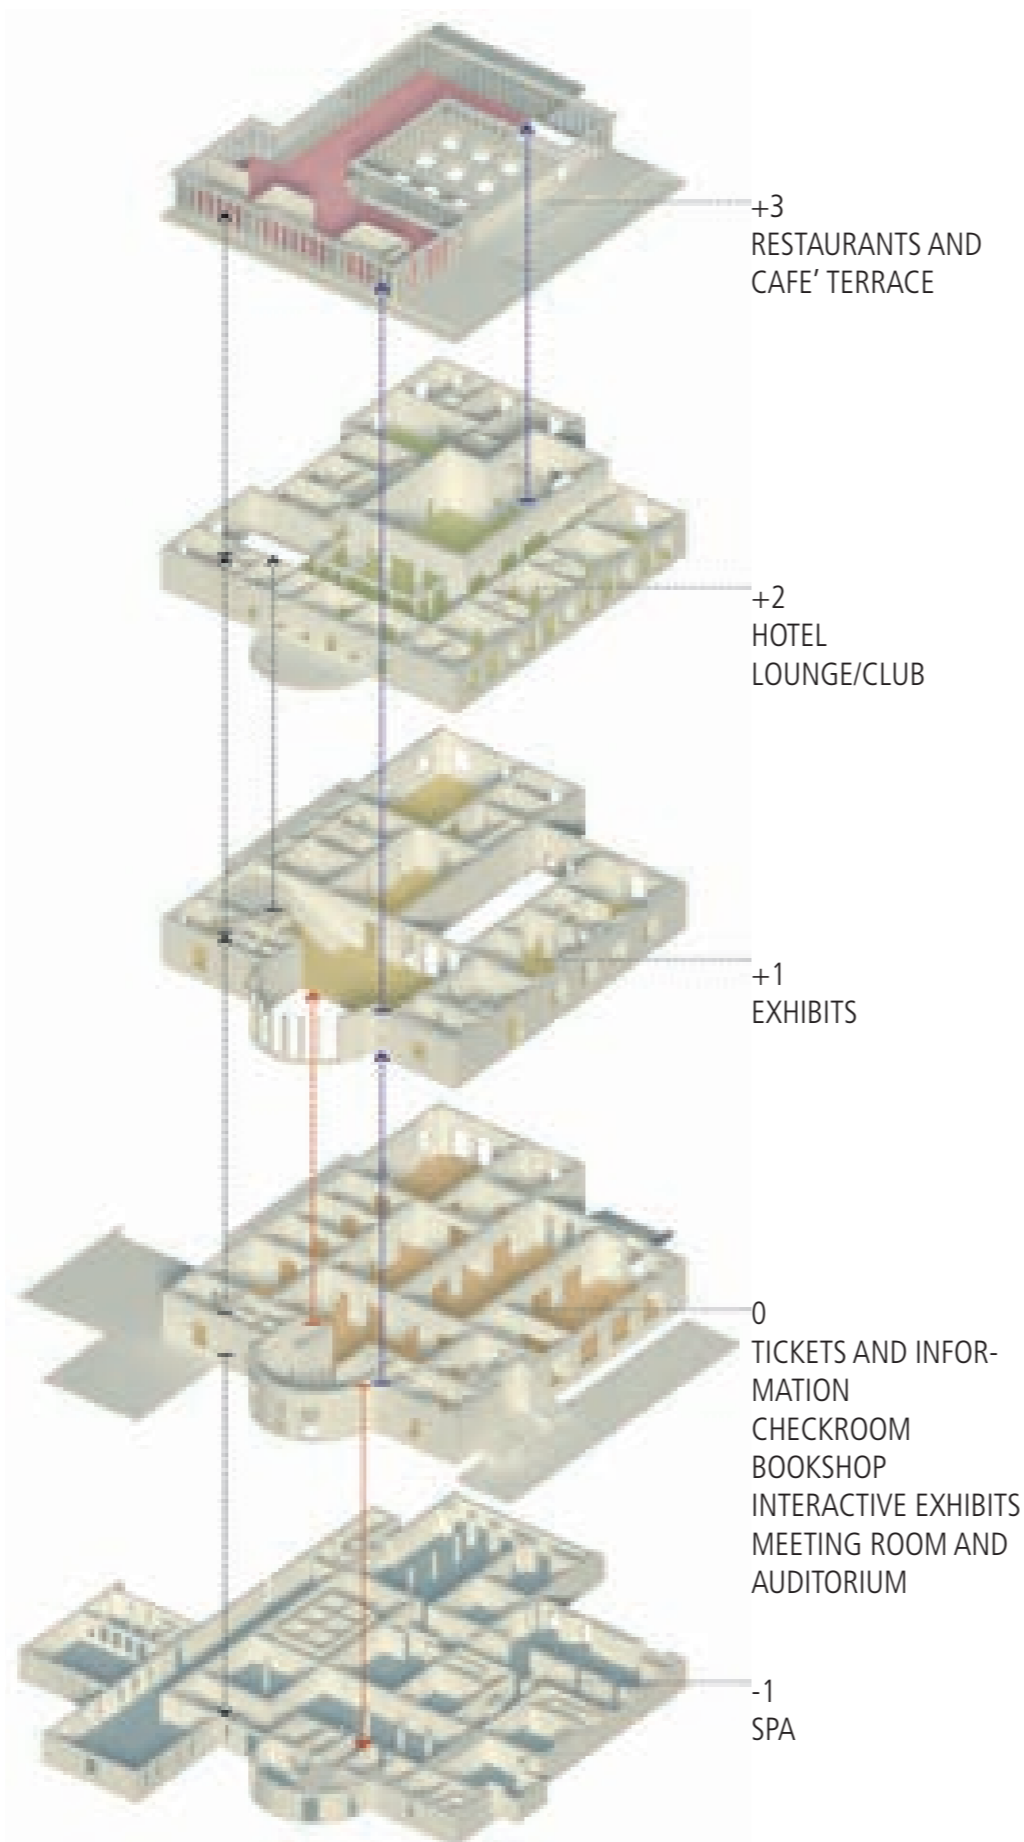 +3
RESTAURANTS AND
CAFE’ TERRACE
+2
HOTEL
LOUNGE/CLUB
+1
EXHIBITS
0
TICKETS AND INFOR-
MATION
CHECKROOM
BOOKSHOP
INTERACTIVE EXHIBITS
MEETING ROOM AND
AUDITORIUM
-1
SPA